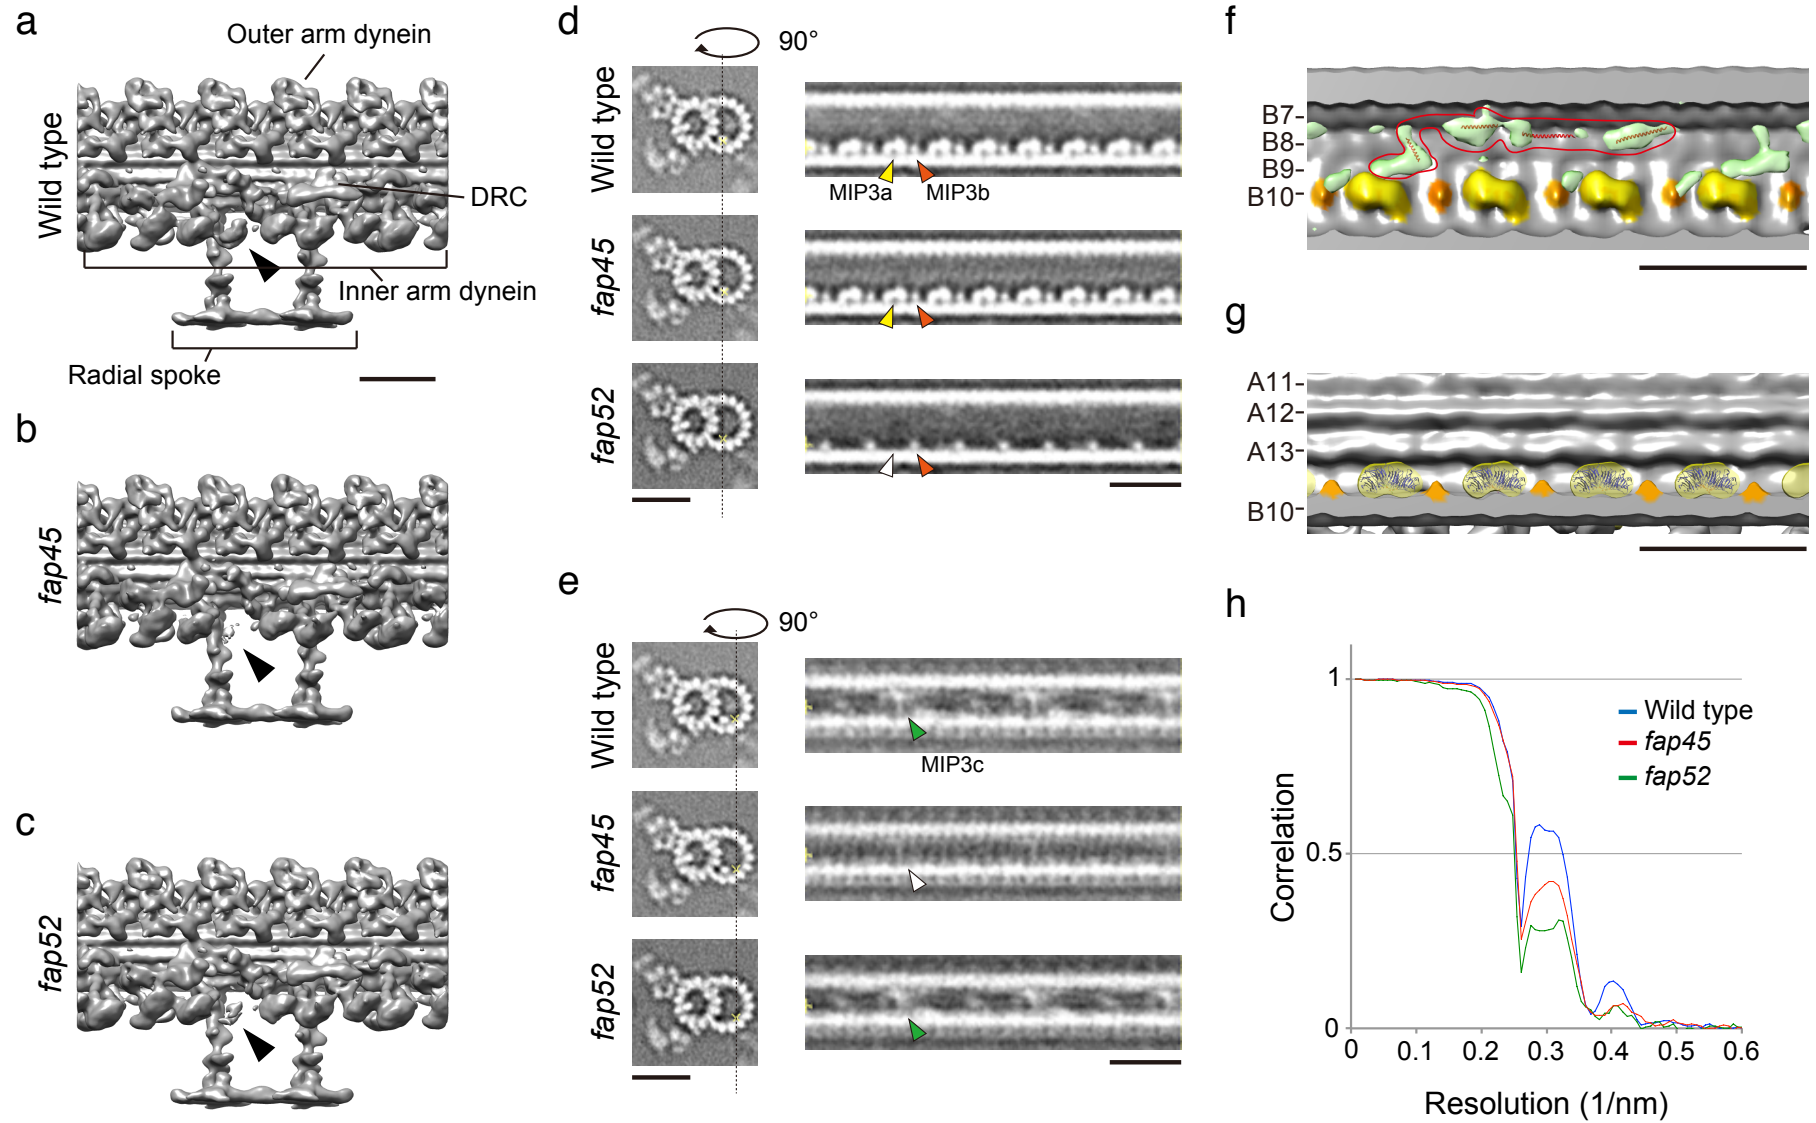 a
Outer arm dynein
Wild type
DRC
Inner arm dynein
Radial spoke
b
fap45
c
fap52
d
90°
Wild type
MIP3a
MIP3b
fap45
fap52
e
90°
Wild type
MIP3c
fap45
fap52
f
B7
B8
B9
B10
g
A11
A12
A13
B10
h
1
Wild type
fap45
fap52
Correlation
0.5
0
0 0.1 0.2 0.3 0.4 0.5 0.6
Resolution (1/nm)